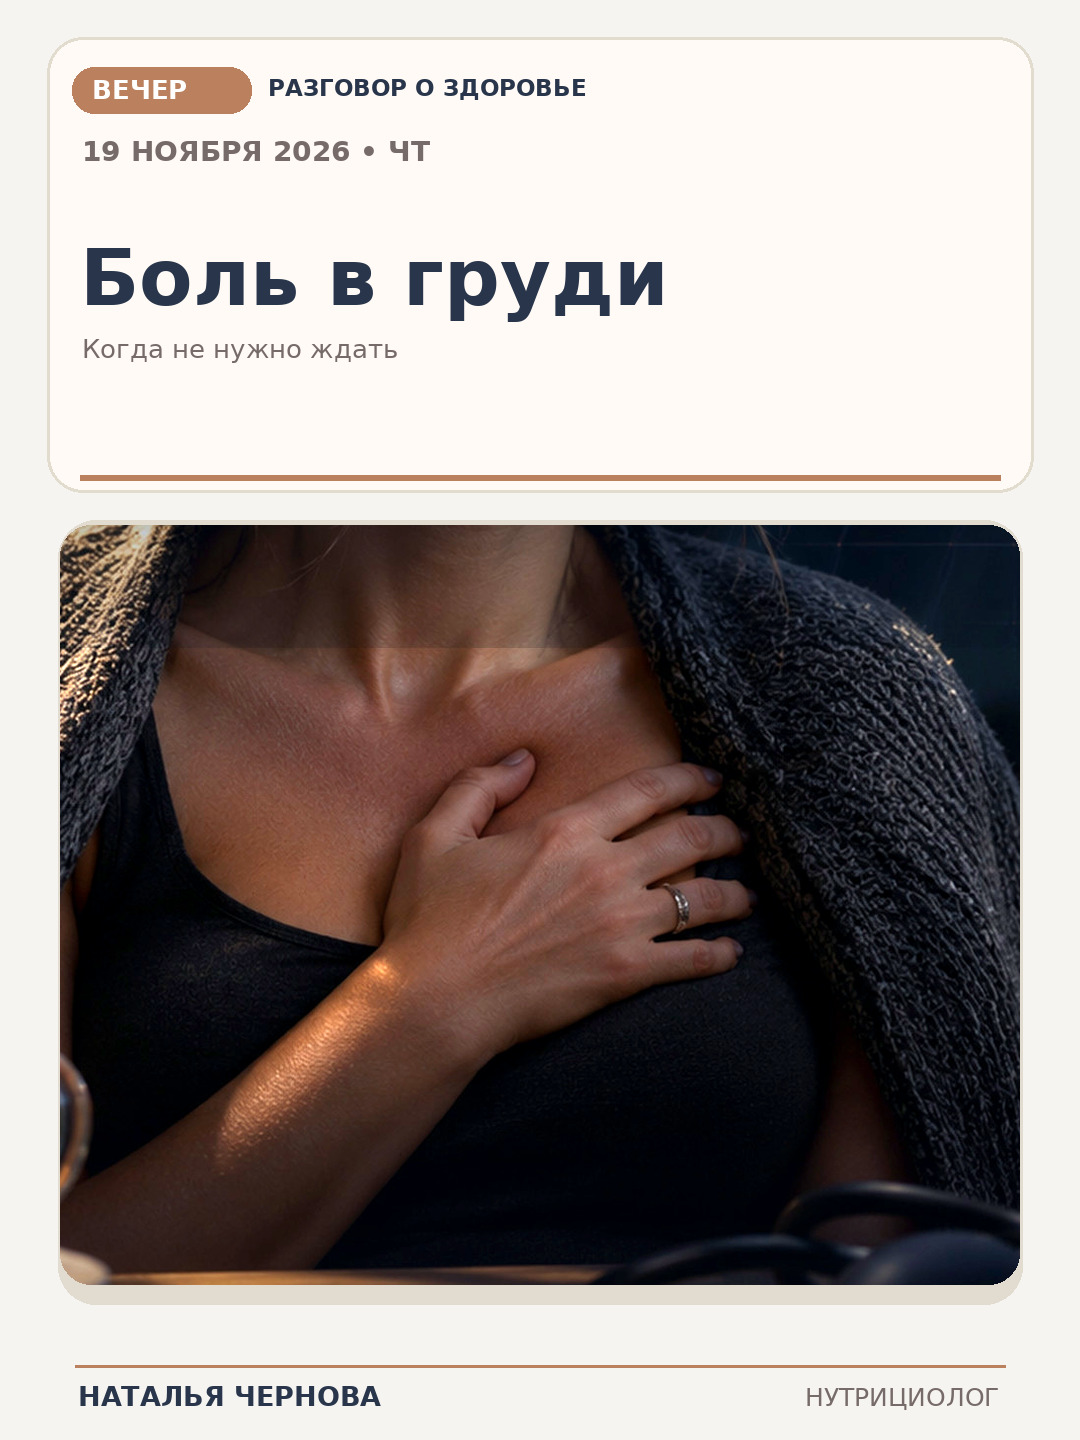 ВЕЧЕР
РАЗГОВОР О ЗДОРОВЬЕ
19 НОЯБРЯ 2026 • ЧТ
Боль в груди
Когда не нужно ждать
НАТАЛЬЯ ЧЕРНОВА
НУТРИЦИОЛОГ